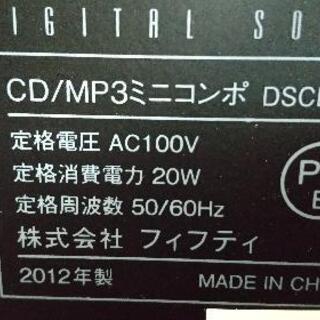 IGITAL SO
CD/MP3ミニコンポ DSC
定格電圧 AC100V
定格消費電力 20W
定格周波数 50/60Hz
株式会社 フィフティ
2012年製 MADE IN CH
P
E